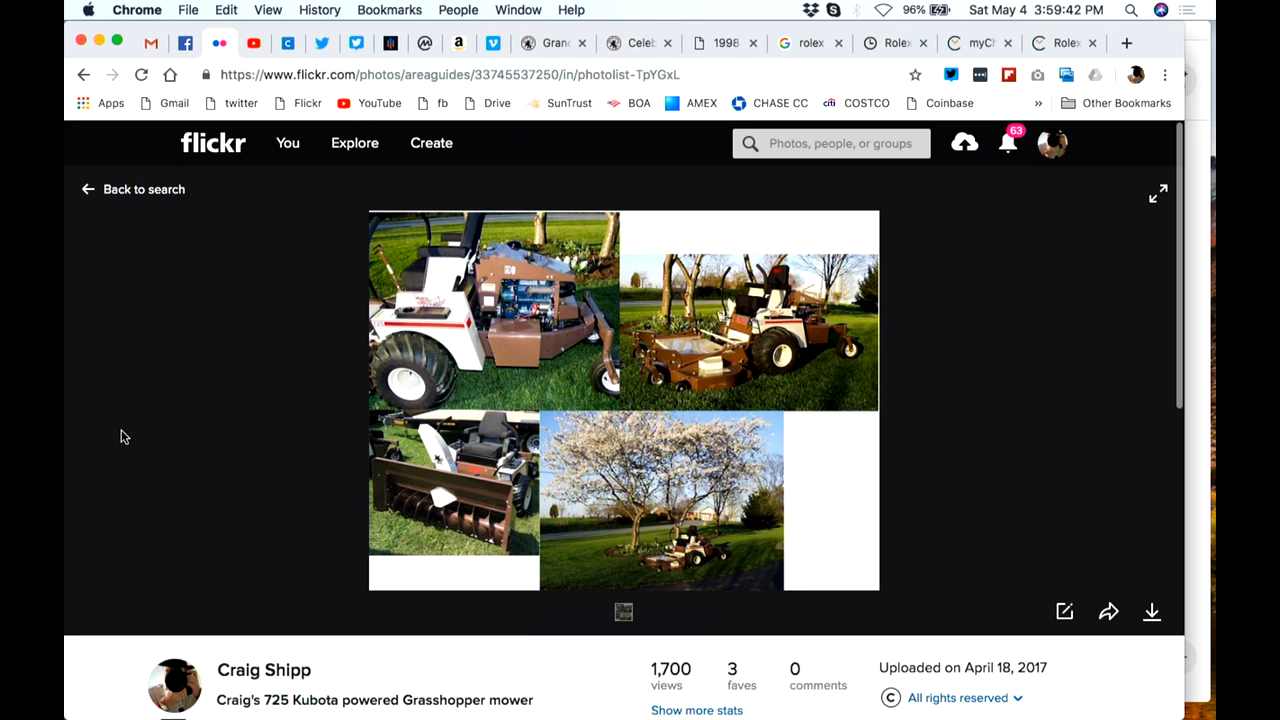 Chrome File Edit View History Bookmarks People Window Help 96% Sat May 4 3:59:42 PM
Gran Celeb 1998 rolex Rolex myCh Rolex
https://www.flickr.com/photos/areaguides/33745537250/in/photolist-TpYGxL
Apps Gmail twitter Flickr YouTube fb Drive SunTrust BOA AMEX CHASE CC citi COSTCO Coinbase » Other Bookmarks
flickr You Explore Create Photos, people, or groups 63
Back to search
Craig Shipp
Craig's 725 Kubota powered Grasshopper mower
1,700 3 0
views faves comments
Show more stats
Uploaded on April 18, 2017
All rights reserved